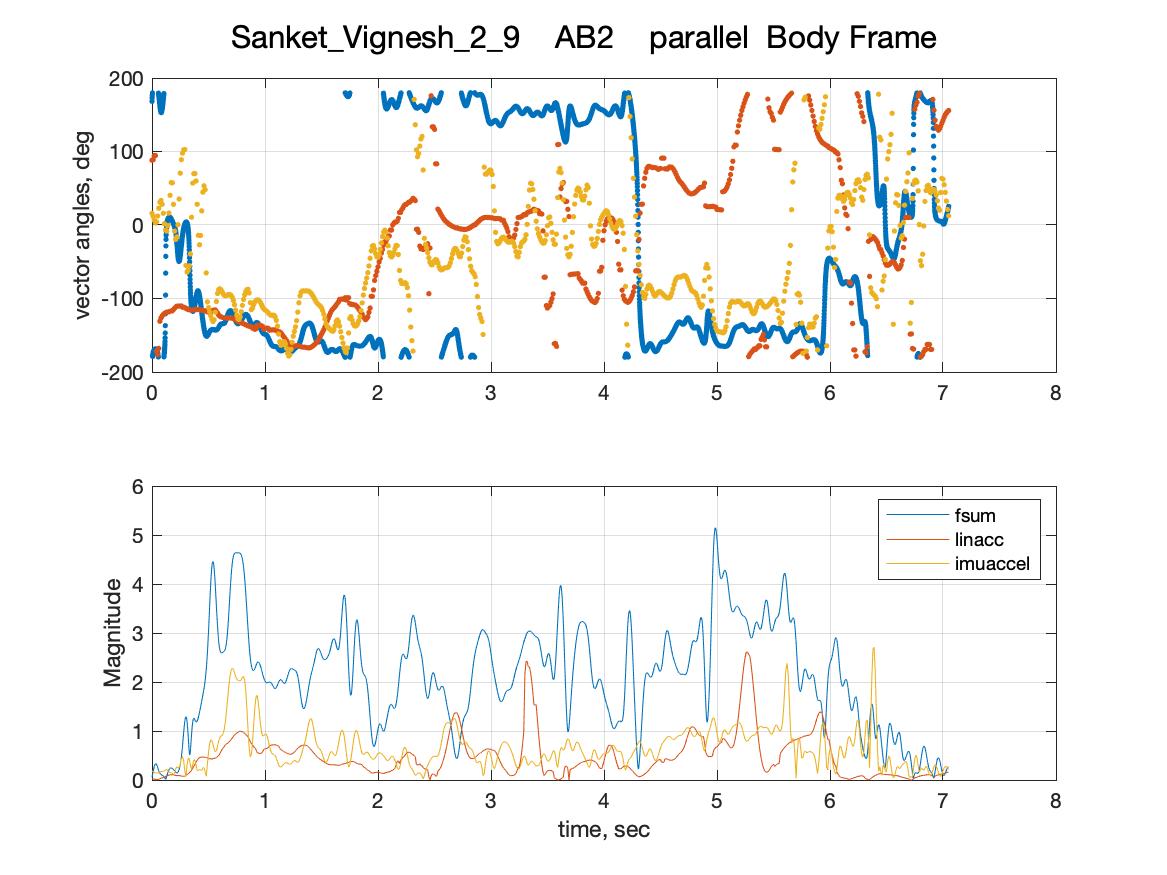 Sanket_Vignesh_2_9 AB2 parallel Body Frame
200
100
0
-100
-200
vector angles, deg
0 1 2 3 4 5 6 7 8
6
5
4
3
2
1
0
Magnitude
fsum
linacc
imuaccel
0 1 2 3 4 5 6 7 8
time, sec